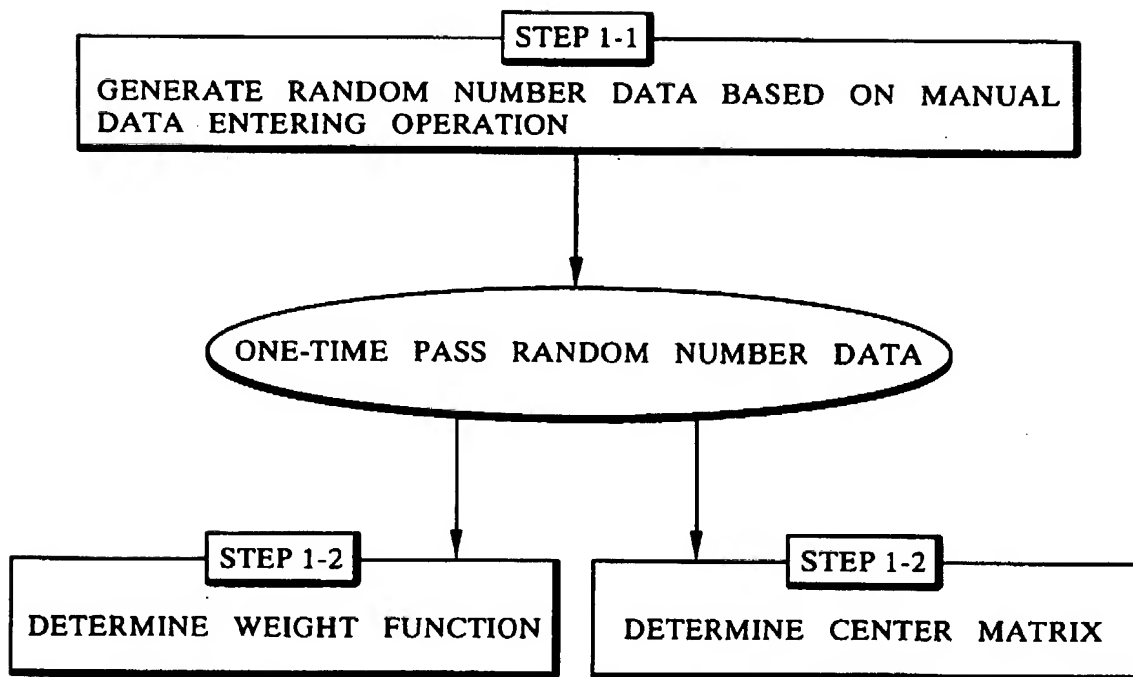 STEP 1-1
GENERATE RANDOM NUMBER DATA BASED ON MANUAL
DATA ENTERING OPERATION
ONE-TIME PASS RANDOM NUMBER DATA
STEP 1-2
DETERMINE WEIGHT FUNCTION
STEP 1-2
DETERMINE CENTER MATRIX